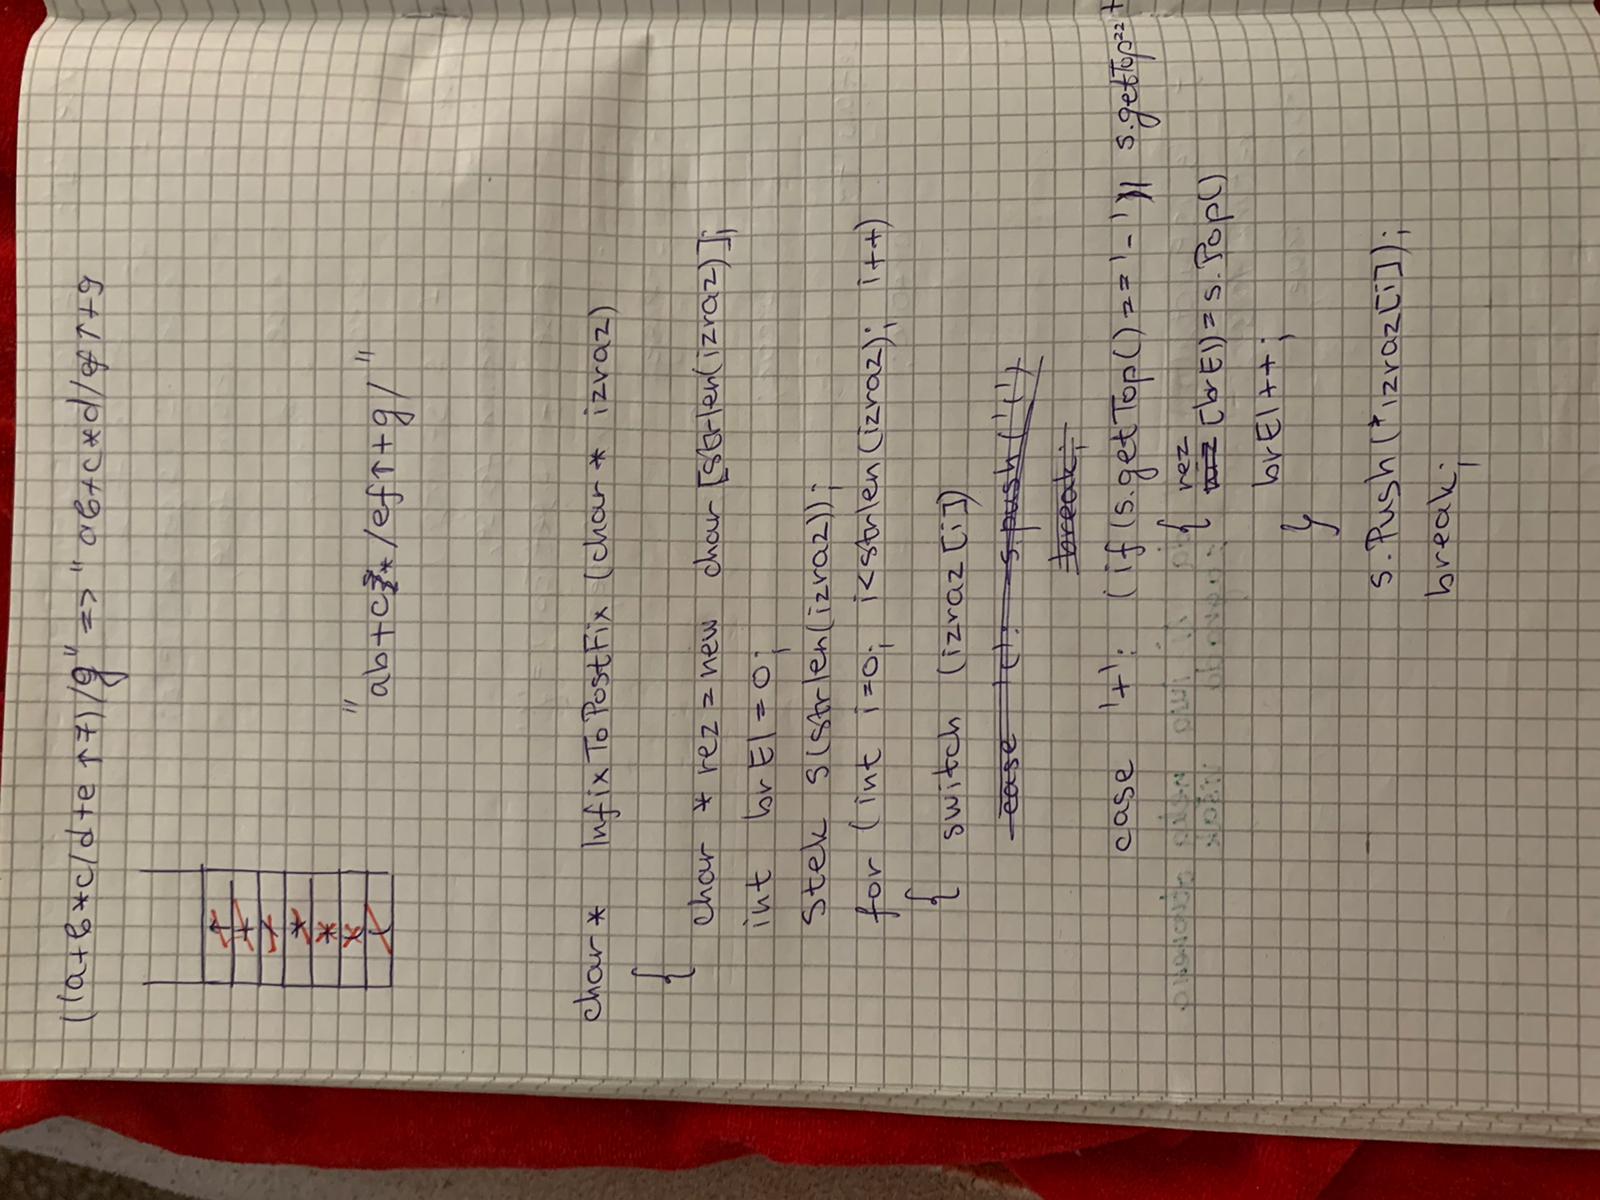 ((a+b*c/d+e↑7)/g" => " ab+c*d/ef↑+g
"ab+c*/ef↑+g/"
char* InfixToPostFix (char* izraz)
{
char * rez = new char [strlen(izraz)];
int brEl = 0;
Stek s(strlen(izraz));
for (int i=0; i<strlen(izraz); i++)
{ switch (izraz[i])
case '(': s.push('(')
break;
case '+': (if (s.getTop() == '-' || s.getTop ==
{ rez
[brEl] = s.Pop()
brEl++;
}
s.Push(*izraz[i]);
break;